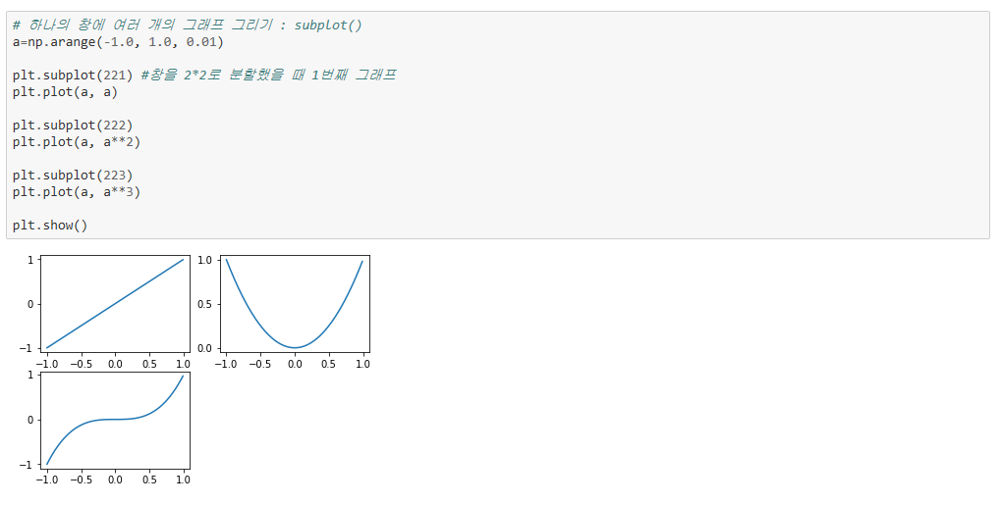 # 하나의 창에 여러 개의 그래프 그리기 : subplot()
a=np.arange(-1.0, 1.0, 0.01)
plt.subplot(221) #창을 2*2로 분할했을 때 1번째 그래프
plt.plot(a, a)
plt.subplot(222)
plt.plot(a, a**2)
plt.subplot(223)
plt.plot(a, a**3)
plt.show()
1
0
−1
−1.0 −0.5 0.0 0.5 1.0
1.0
0.5
0.0
−1.0 −0.5 0.0 0.5 1.0
1
0
−1
−1.0 −0.5 0.0 0.5 1.0